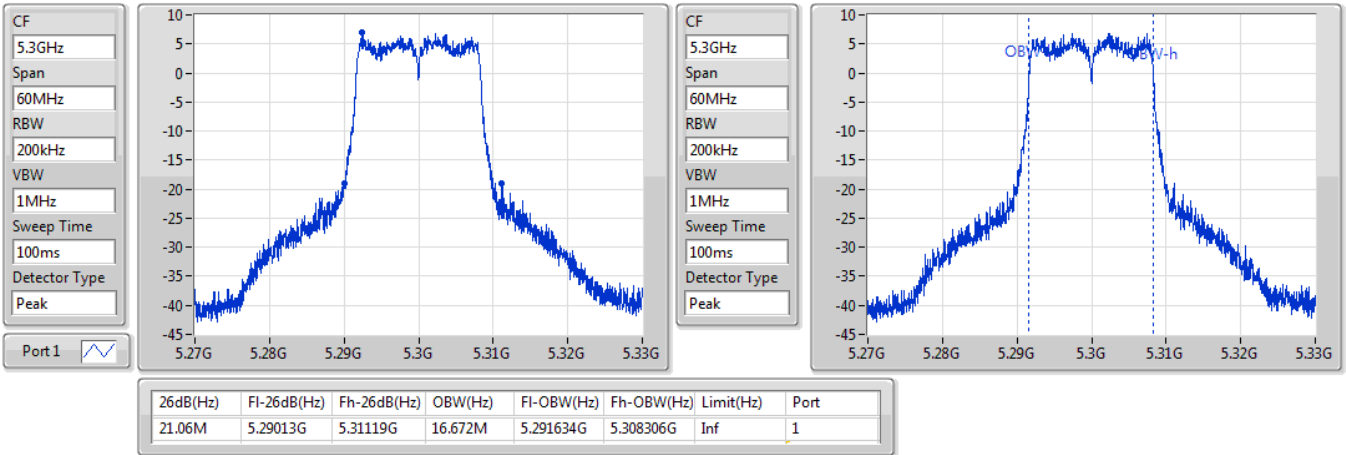 CF
5.3GHz
Span
60MHz
RBW
200kHz
VBW
1MHz
Sweep Time
100ms
Detector Type
Peak
Port 1
10
5
0
-5
-10
-15
-20
-25
-30
-35
-40
-45
5.27G 5.28G 5.29G 5.3G 5.31G 5.32G 5.33G
CF
5.3GHz
Span
60MHz
RBW
200kHz
VBW
1MHz
Sweep Time
100ms
Detector Type
Peak
10
5
0
-5
-10
-15
-20
-25
-30
-35
-40
-45
OBW-h
5.27G 5.28G 5.29G 5.3G 5.31G 5.32G 5.33G
26dB(Hz) Fl-26dB(Hz) Fh-26dB(Hz) OBW(Hz) Fl-OBW(Hz) Fh-OBW(Hz) Limit(Hz) Port
21.06M 5.29013G 5.31119G 16.672M 5.291634G 5.308306G Inf 1